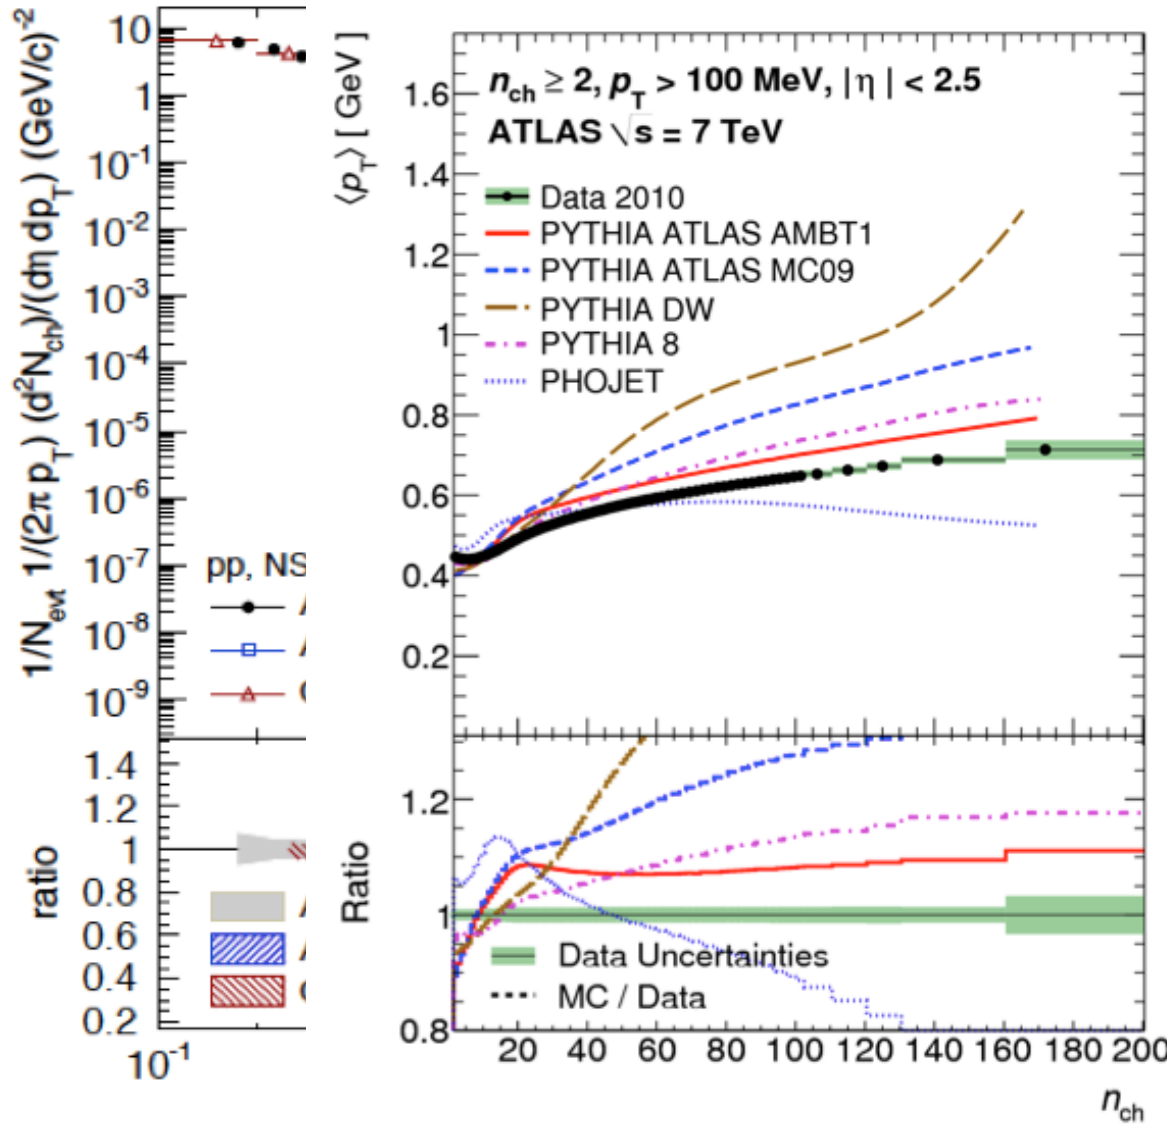 1/N_evt 1/(2π p_T) (d²N_ch)/(dη dp_T) (GeV/c)⁻²
10
1
10⁻¹
10⁻²
10⁻³
10⁻⁴
10⁻⁵
10⁻⁶
10⁻⁷
10⁻⁸
10⁻⁹
pp, NS
ratio
1.4
1.2
1
0.8
0.6
0.4
0.2
10⁻¹
⟨p_T⟩ [ GeV ]
1.6
1.4
1.2
1
0.8
0.6
0.4
0.2
n_ch ≥ 2, p_T > 100 MeV, |η| < 2.5
ATLAS √s = 7 TeV
Data 2010
PYTHIA ATLAS AMBT1
PYTHIA ATLAS MC09
PYTHIA DW
PYTHIA 8
PHOJET
Ratio
1.2
1
0.8
Data Uncertainties
MC / Data
20 40 60 80 100 120 140 160 180 200
n_ch